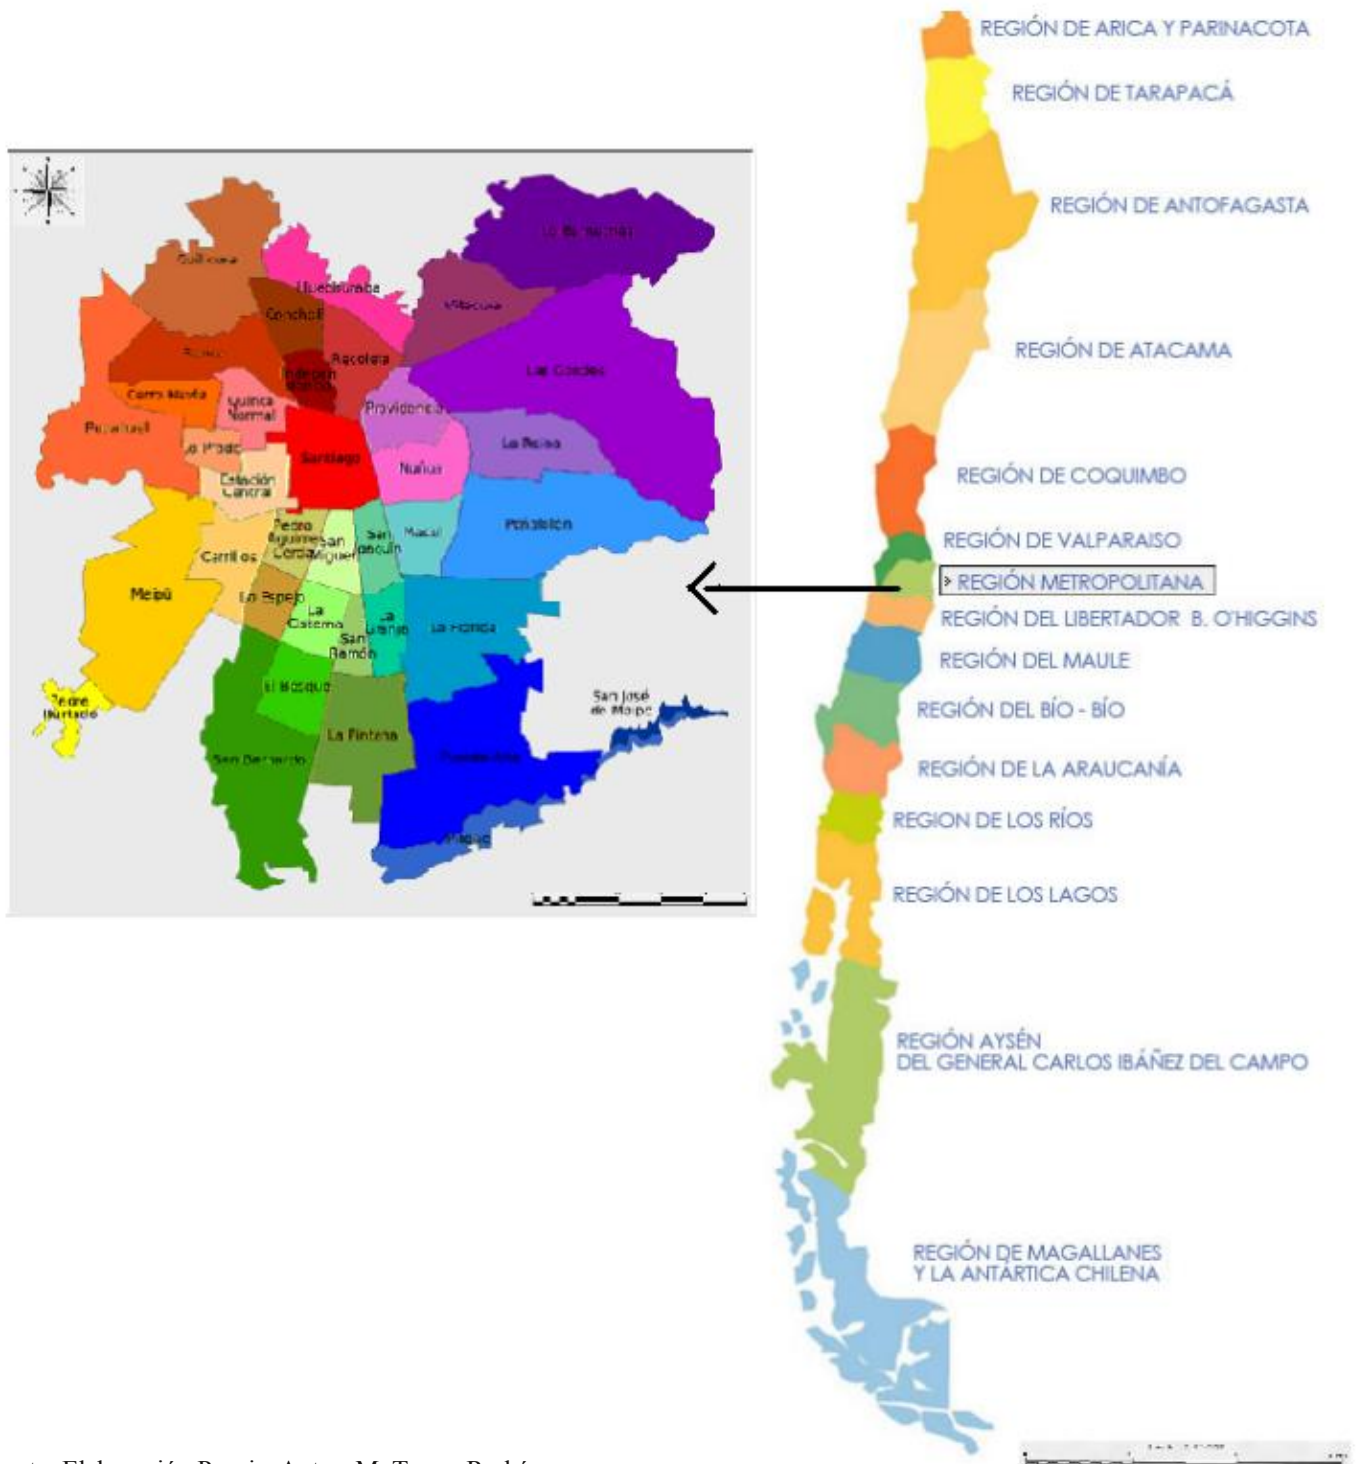 REGIÓN DE ARICA Y PARINACOTA
REGIÓN DE TARAPACÁ
REGIÓN DE ANTOFAGASTA
REGIÓN DE ATACAMA
REGIÓN DE COQUIMBO
REGIÓN DE VALPARAISO
REGIÓN METROPOLITANA
REGIÓN DEL LIBERTADOR B. O'HIGGINS
REGIÓN DEL MAULE
REGIÓN DEL BÍO - BÍO
REGIÓN DE LA ARAUCANÍA
REGION DE LOS RÍOS
REGIÓN DE LOS LAGOS
REGIÓN AYSÉN
DEL GENERAL CARLOS IBÁÑEZ DEL CAMPO
REGIÓN DE MAGALLANES
Y LA ANTÁRTICA CHILENA
Quilicura
Huechuraba
Conchalí
Recoleta
Vitacura
Las Condes
Cerro Navia
Quinta
Normal
Providencia
Pudahuel
Lo Prado
Santiago
Ñuñoa
La Reina
Estación
Central
Pedro
Aguirre
Cerda
San
Miguel
San
Joaquín
Macul
Peñalolén
Cerrillos
Maipú
Lo Espejo
La
Cisterna
San
Ramón
La
Granja
La Florida
El Bosque
Padre
Hurtado
San José
de Maipo
La Pintana
San Bernardo